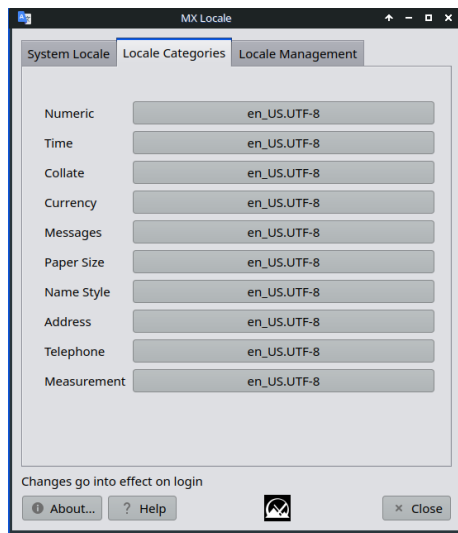 MX Locale
System Locale Locale Categories Locale Management
Numeric en_US.UTF-8
Time en_US.UTF-8
Collate en_US.UTF-8
Currency en_US.UTF-8
Messages en_US.UTF-8
Paper Size en_US.UTF-8
Name Style en_US.UTF-8
Address en_US.UTF-8
Telephone en_US.UTF-8
Measurement en_US.UTF-8
Changes go into effect on login
About... ? Help × Close